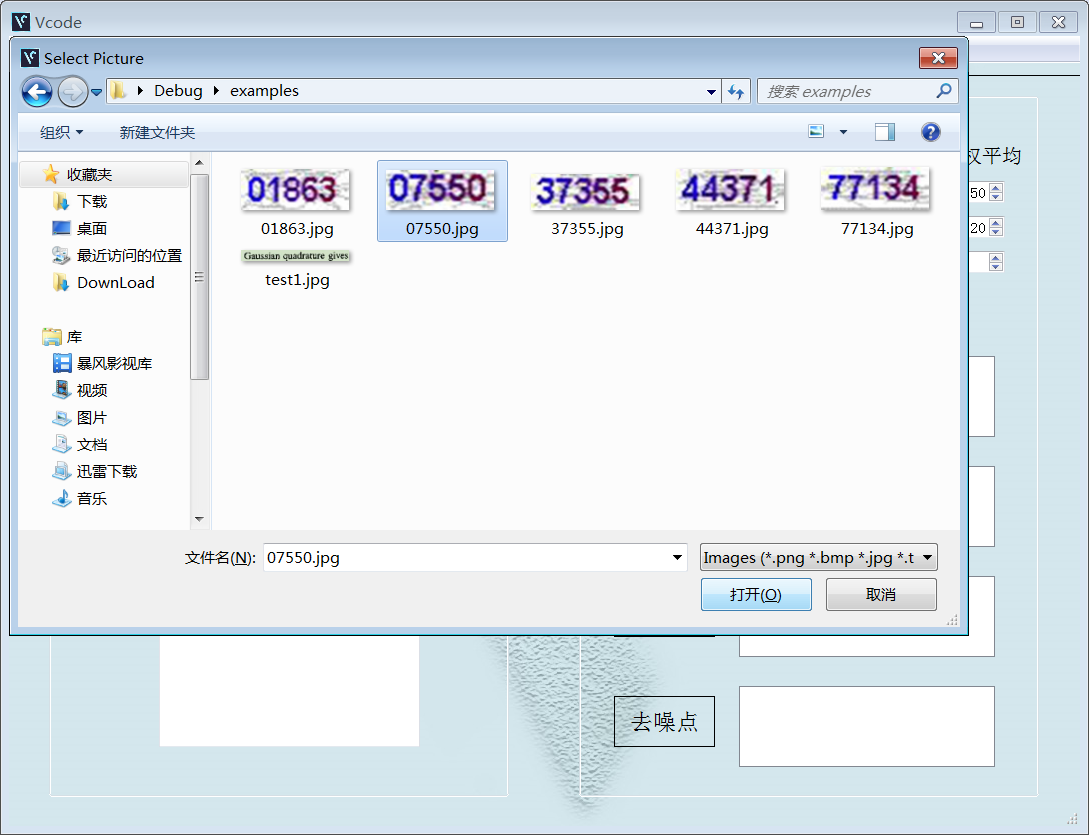 Vcode
Select Picture
Debug examples
搜索 examples
组织 新建文件夹
收藏夹
下载
桌面
最近访问的位置
DownLoad
库
暴风影视库
视频
图片
文档
迅雷下载
音乐
01863 07550 37355 44371 77134
01863.jpg 07550.jpg 37355.jpg 44371.jpg 77134.jpg
Gaussian quadrature gives
test1.jpg
权平均
50
20
文件名(N): 07550.jpg Images (*.png *.bmp *.jpg *.t
打开(O) 取消
去噪点